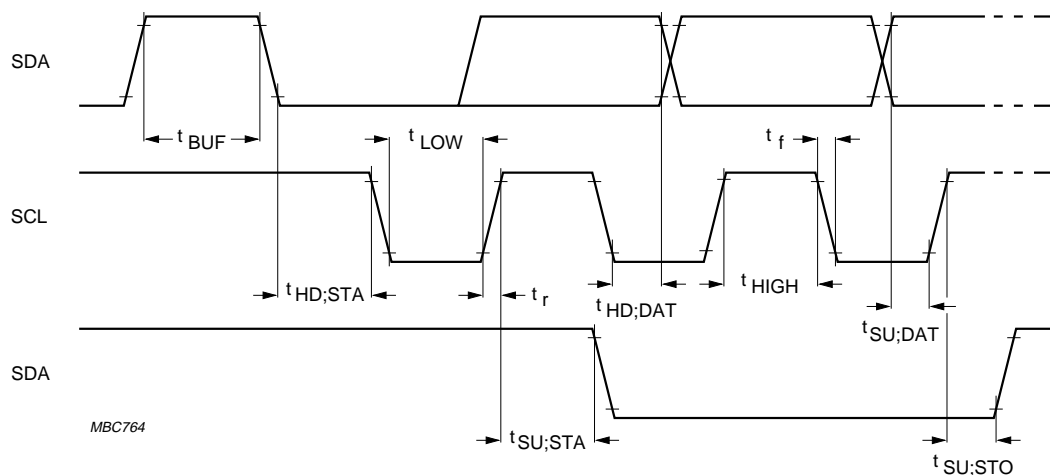 SDA
t BUF
t LOW
t f
SCL
t HD;STA
t r
t HD;DAT
t HIGH
t SU;DAT
SDA
MBC764
t SU;STA
t SU;STO